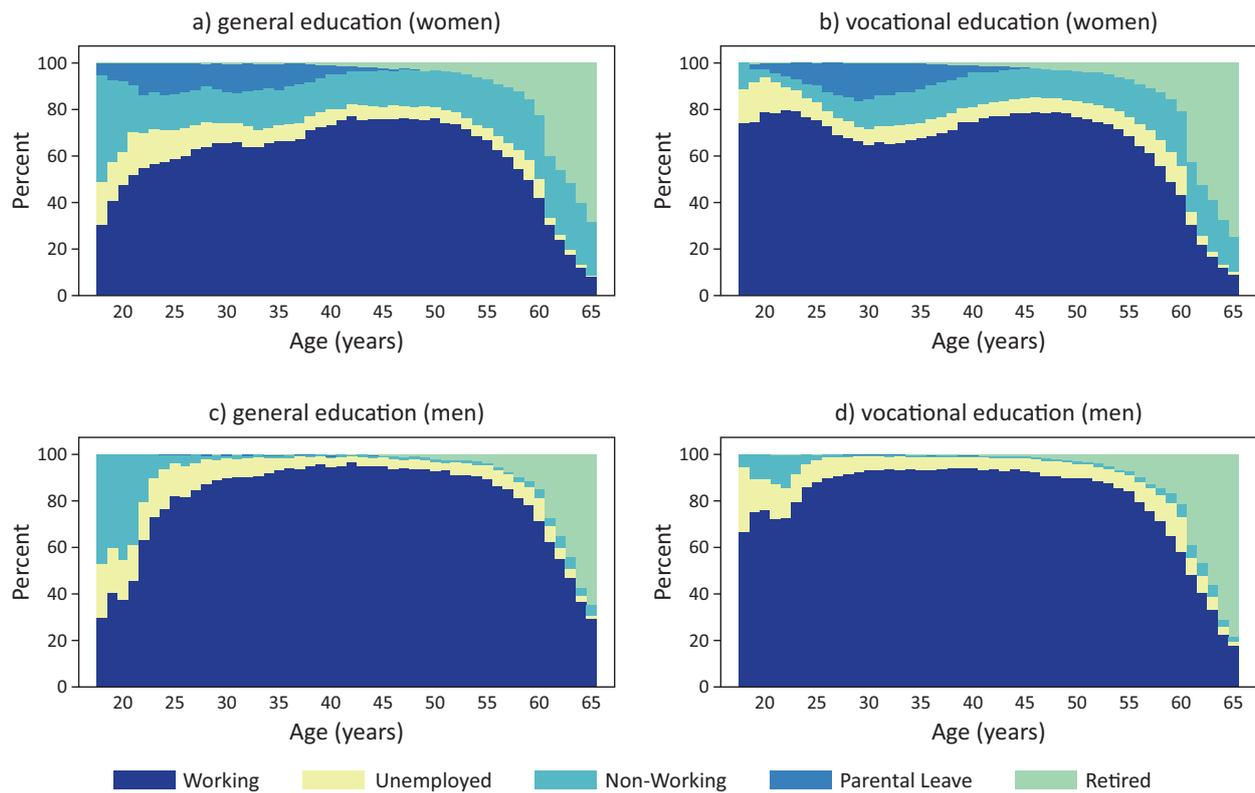 a) general education (women)
b) vocational education (women)
Percent
100
80
60
40
20
0
20 25 30 35 40 45 50 55 60 65
Age (years)
Percent
100
80
60
40
20
0
20 25 30 35 40 45 50 55 60 65
Age (years)
c) general education (men)
d) vocational education (men)
Percent
100
80
60
40
20
0
20 25 30 35 40 45 50 55 60 65
Age (years)
Percent
100
80
60
40
20
0
20 25 30 35 40 45 50 55 60 65
Age (years)
Working Unemployed Non-Working Parental Leave Retired